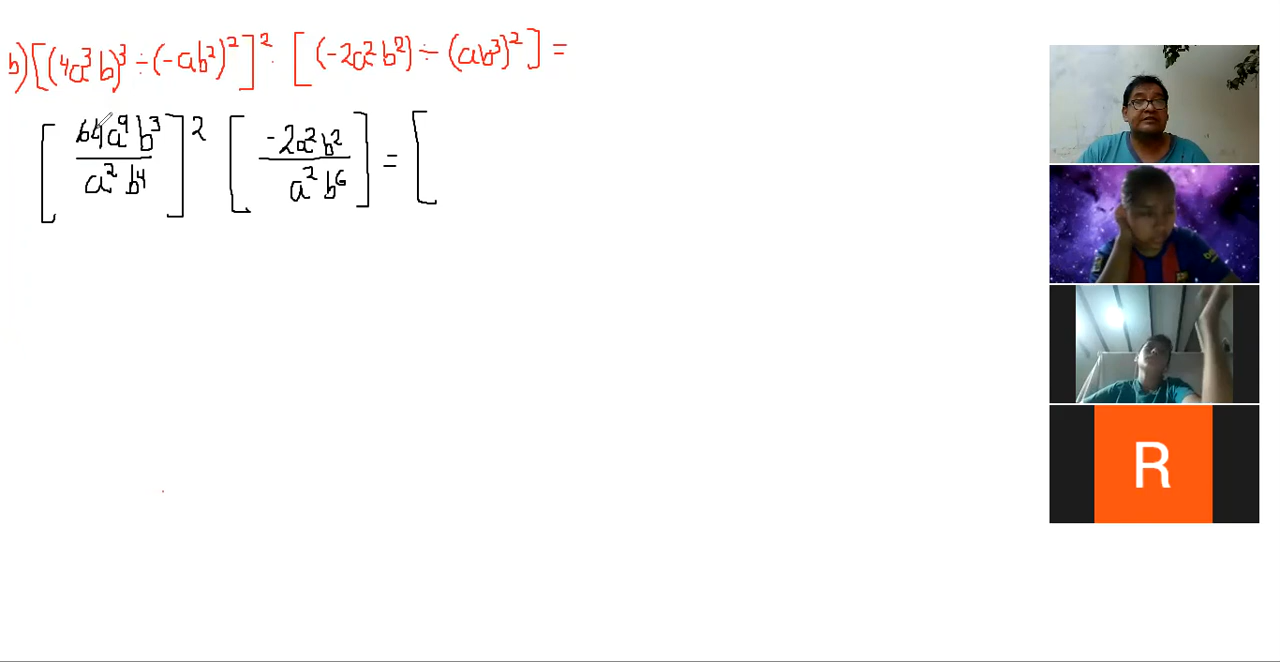 b) [(4a³b)³ ÷ (-ab²)²]² · [(-2a²b²) ÷ (ab³)²] =
[64a⁹b³ / a²b⁴]² [-2a²b² / a²b⁶] = [
R